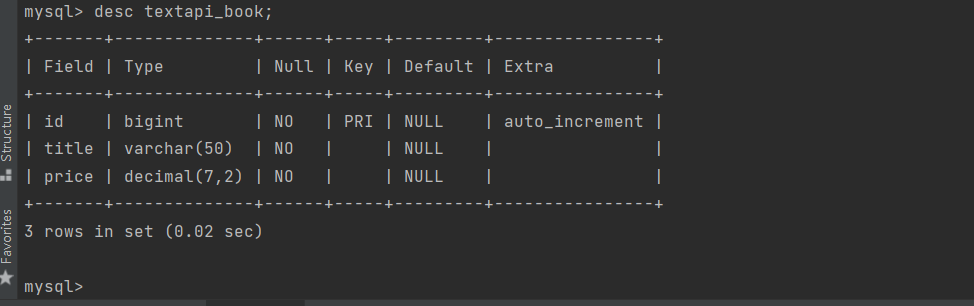 mysql> desc textapi_book;
+-------+--------------+------+-----+---------+----------------+
| Field | Type         | Null | Key | Default | Extra          |
+-------+--------------+------+-----+---------+----------------+
| id    | bigint       | NO   | PRI | NULL    | auto_increment |
| title | varchar(50)  | NO   |     | NULL    |                |
| price | decimal(7,2) | NO   |     | NULL    |                |
+-------+--------------+------+-----+---------+----------------+
3 rows in set (0.02 sec)
mysql>
Structure
Favorites